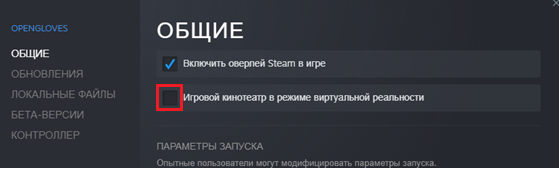 OPENGLOVES
ОБЩИЕ
ОБНОВЛЕНИЯ
ЛОКАЛЬНЫЕ ФАЙЛЫ
БЕТА-ВЕРСИИ
КОНТРОЛЛЕР
ОБЩИЕ
Включить оверлей Steam в игре
Игровой кинотеатр в режиме виртуальной реальности
ПАРАМЕТРЫ ЗАПУСКА
Опытные пользователи могут модифицировать параметры запуска.